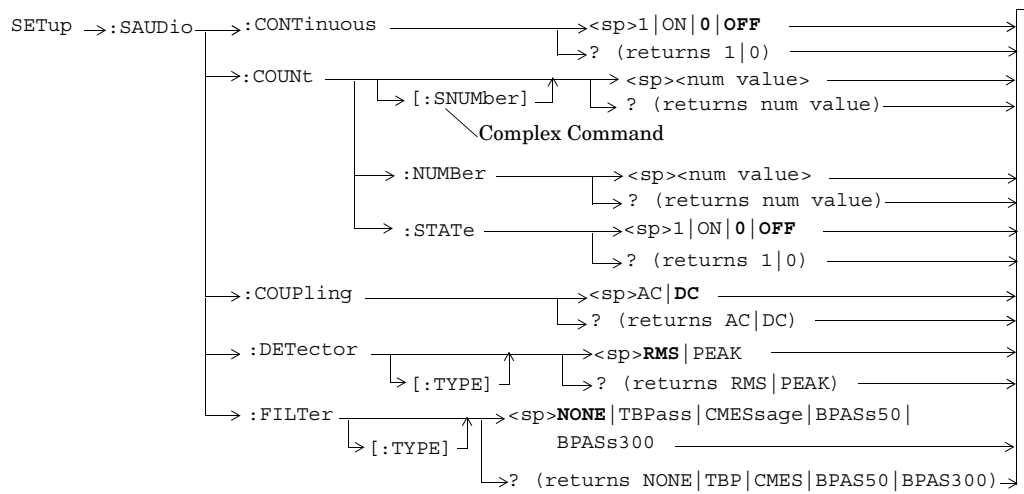 SETup :SAUDio :CONTinuous <sp>1|ON|0|OFF
? (returns 1|0)
:COUNt <sp><num value>
[:SNUMber] ? (returns num value)
Complex Command
:NUMBer <sp><num value>
? (returns num value)
:STATe <sp>1|ON|0|OFF
? (returns 1|0)
:COUPling <sp>AC|DC
? (returns AC|DC)
:DETector <sp>RMS|PEAK
[:TYPE] ? (returns RMS|PEAK)
:FILTer <sp>NONE|TBPass|CMESsage|BPASs50|
[:TYPE] BPASs300
? (returns NONE|TBP|CMES|BPAS50|BPAS300)